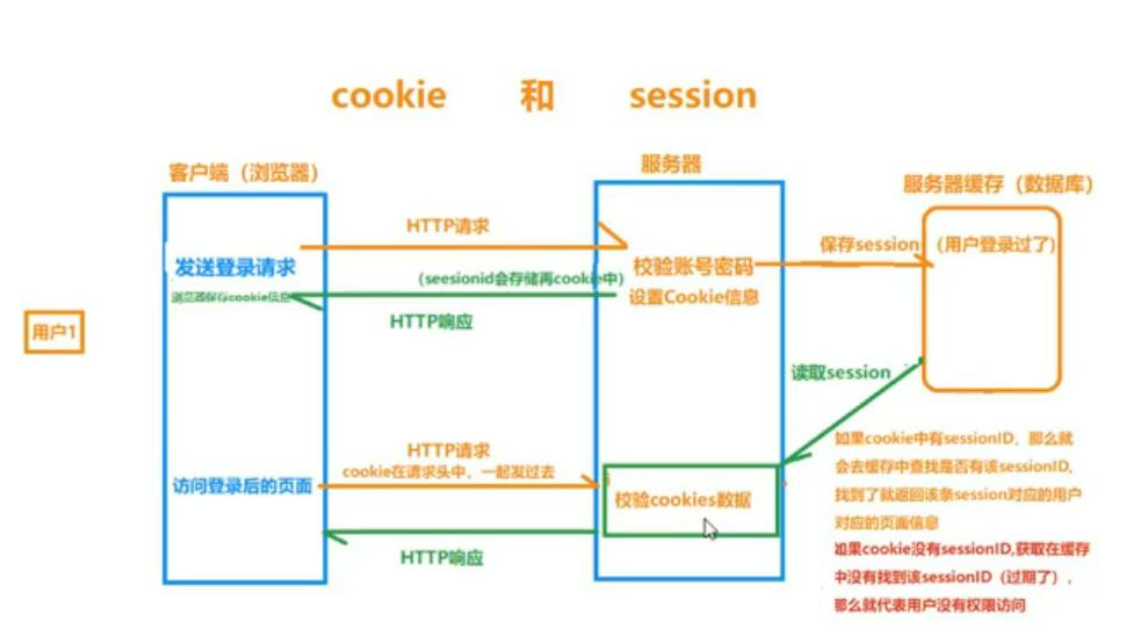 cookie 和 session
客户端（浏览器）
服务器
服务器缓存（数据库）
HTTP请求
发送登录请求
校验账号密码
保存session
（用户登录过了）
（seesionid会存储再cookie中）
浏览器保存cookie信息
设置Cookie信息
HTTP响应
用户1
读取session
HTTP请求
cookie在请求头中，一起发过去
访问登录后的页面
校验cookies数据
HTTP响应
如果cookie中有sessionID，那么就
会去缓存中查找是否有该sessionID,
找到了就返回该条session对应的用户
对应的页面信息
如果cookie没有sessionID,获取在缓存
中没有找到该sessionID（过期了），
那么就代表用户没有权限访问